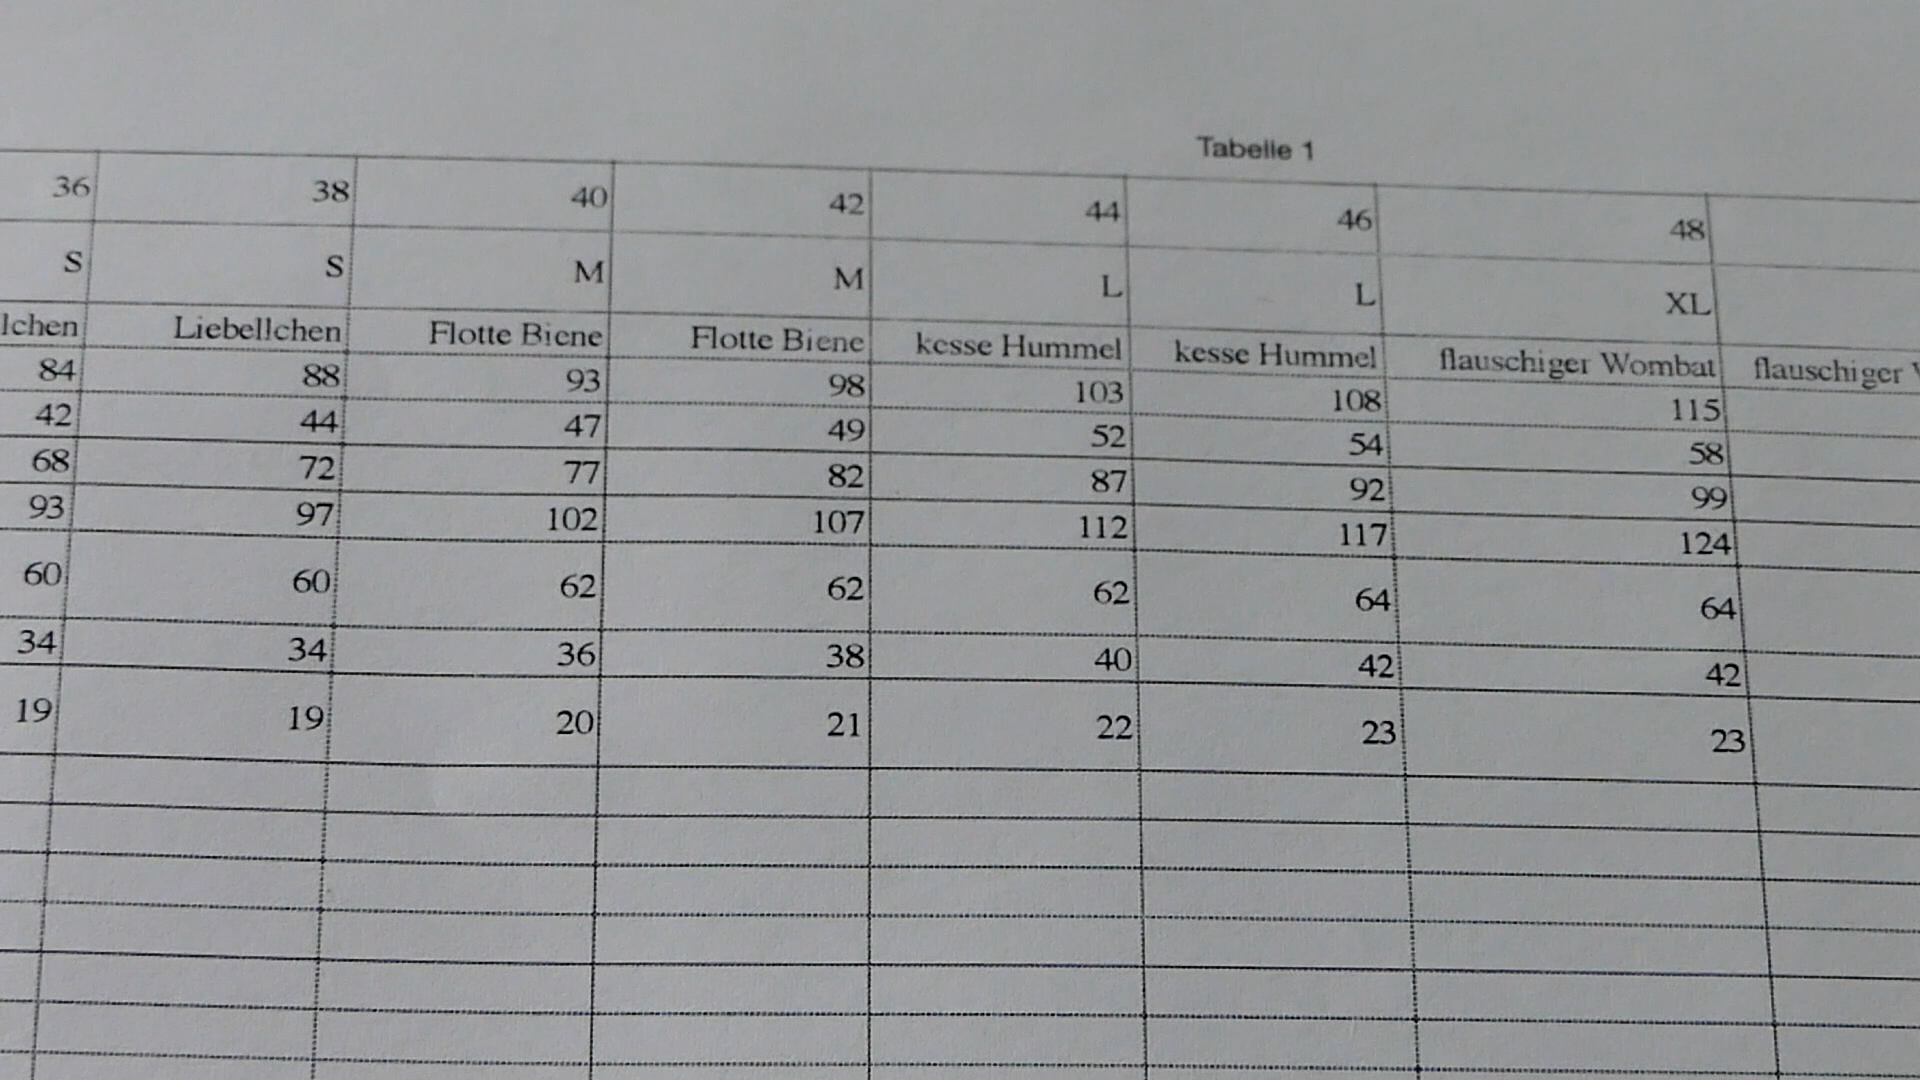 Tabelle 1
36 38 40 42 44 46 48
S S M M L L XL
lchen Liebellchen Flotte Biene Flotte Biene kesse Hummel kesse Hummel flauschiger Wombat flauschiger
84 88 93 98 103 108 115
42 44 47 49 52 54 58
68 72 77 82 87 92 99
93 97 102 107 112 117 124
60 60 62 62 62 64 64
34 34 36 38 40 42 42
19 19 20 21 22 23 23